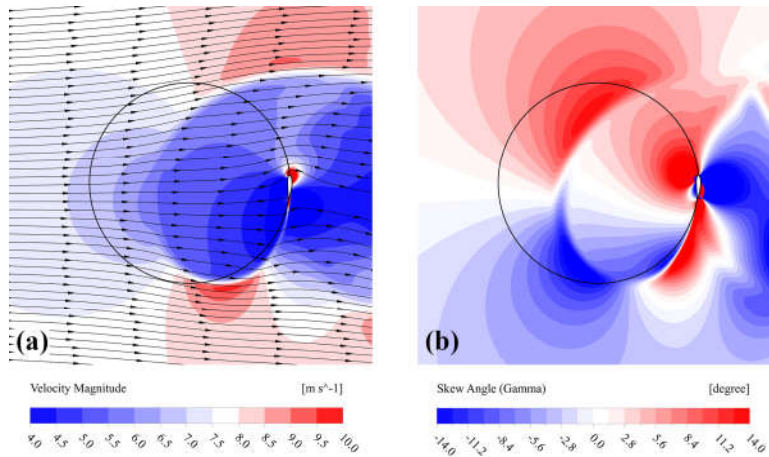 (a)
(b)
Velocity Magnitude [m s^-1]
4.0 4.5 5.0 5.5 6.0 6.5 7.0 7.5 8.0 8.5 9.0 9.5 10.0
Skew Angle (Gamma) [degree]
-14.0 -11.2 -8.4 -5.6 -2.8 0.0 2.8 5.6 8.4 11.2 14.0